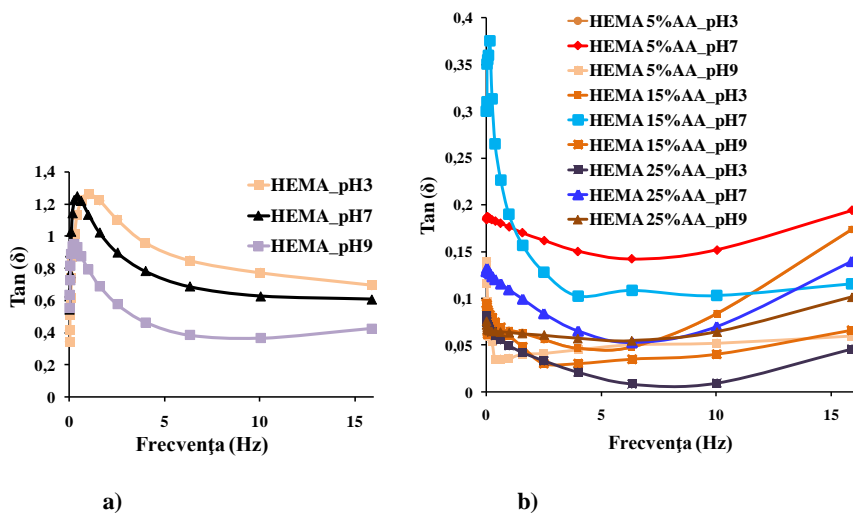 1.4
1.2
1
0.8
0.6
0.4
0.2
0
0
5
10
15
Tan (δ)
Frecvenţa (Hz)
HEMA_pH3
HEMA_pH7
HEMA_pH9
a)
0,4
0,35
0,3
0,25
0,2
0,15
0,1
0,05
0
0
5
10
15
Tan (δ)
Frecvenţa (Hz)
HEMA 5%AA_pH3
HEMA 5%AA_pH7
HEMA 5%AA_pH9
HEMA 15%AA_pH3
HEMA 15%AA_pH7
HEMA 15%AA_pH9
HEMA 25%AA_pH3
HEMA 25%AA_pH7
HEMA 25%AA_pH9
b)